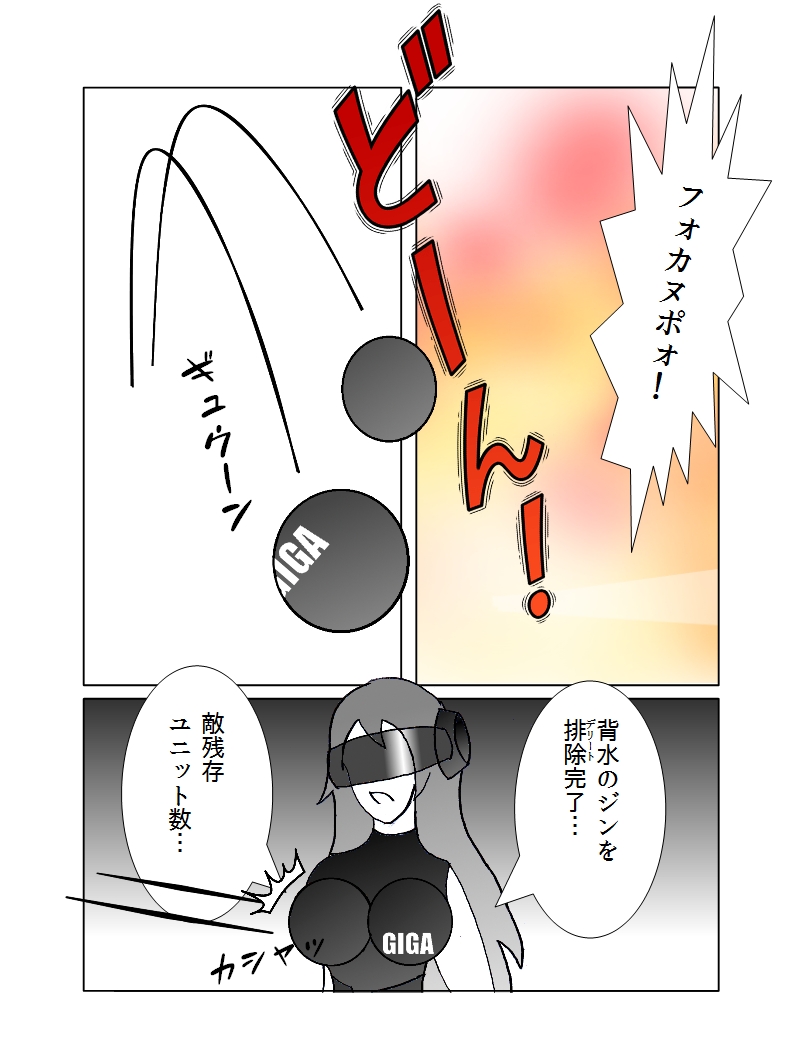 フォカヌポォ！
どーん！
ギュウーン
GIGA
背水のジンを
排除完了…
デリート
敵残存
ユニット数…
カシャッ
GIGA